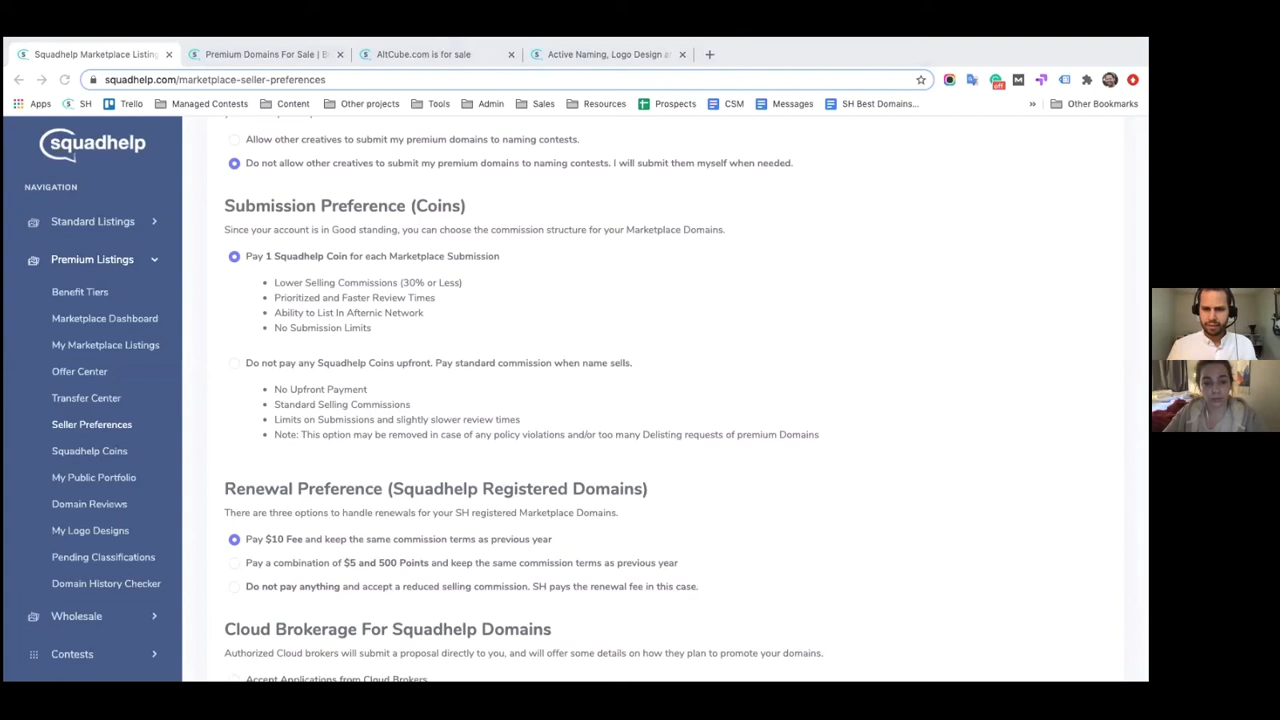 Squadhelp Marketplace Listing
Premium Domains For Sale | B
AltCube.com is for sale
Active Naming, Logo Design a
squadhelp.com/marketplace-seller-preferences
off
Apps
SH
Trello
Managed Contests
Content
Other projects
Tools
Admin
Sales
Resources
Prospects
CSM
Messages
SH Best Domains...
»
Other Bookmarks
squadhelp
NAVIGATION
Standard Listings
Premium Listings
Benefit Tiers
Marketplace Dashboard
My Marketplace Listings
Offer Center
Transfer Center
Seller Preferences
Squadhelp Coins
My Public Portfolio
Domain Reviews
My Logo Designs
Pending Classifications
Domain History Checker
Wholesale
Contests
Allow other creatives to submit my premium domains to naming contests.
Do not allow other creatives to submit my premium domains to naming contests. I will submit them myself when needed.
Submission Preference (Coins)
Since your account is in Good standing, you can choose the commission structure for your Marketplace Domains.
Pay 1 Squadhelp Coin for each Marketplace Submission
• Lower Selling Commissions (30% or Less)
• Prioritized and Faster Review Times
• Ability to List In Afternic Network
• No Submission Limits
Do not pay any Squadhelp Coins upfront. Pay standard commission when name sells.
• No Upfront Payment
• Standard Selling Commissions
• Limits on Submissions and slightly slower review times
• Note: This option may be removed in case of any policy violations and/or too many Delisting requests of premium Domains
Renewal Preference (Squadhelp Registered Domains)
There are three options to handle renewals for your SH registered Marketplace Domains.
Pay $10 Fee and keep the same commission terms as previous year
Pay a combination of $5 and 500 Points and keep the same commission terms as previous year
Do not pay anything and accept a reduced selling commission. SH pays the renewal fee in this case.
Cloud Brokerage For Squadhelp Domains
Authorized Cloud brokers will submit a proposal directly to you, and will offer some details on how they plan to promote your domains.
Accept Applications from Cloud Brokers